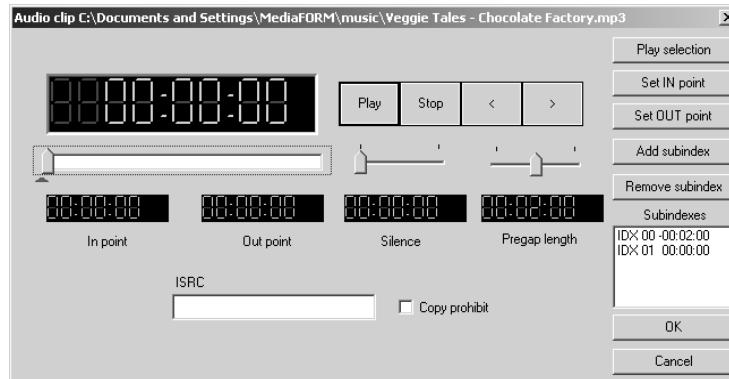 Audio clip C:\Documents and Settings\MediaFORM\music\Veggie Tales - Chocolate Factory.mp3
Play selection
Set IN point
Set OUT point
Add subindex
Remove subindex
Subindexes
IDX 00 -00:02:00
IDX 01 00:00:00
OK
Cancel
00:00:00
Play
Stop
<
>
00:00:00
00:00:00
00:00:00
00:02:00
In point
Out point
Silence
Pregap length
ISRC
Copy prohibit